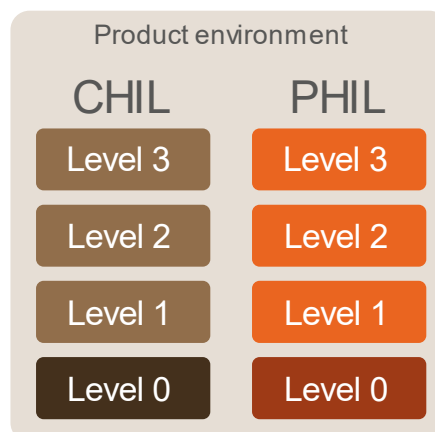 Product environment
CHIL PHIL
Level 3 Level 3
Level 2 Level 2
Level 1 Level 1
Level 0 Level 0